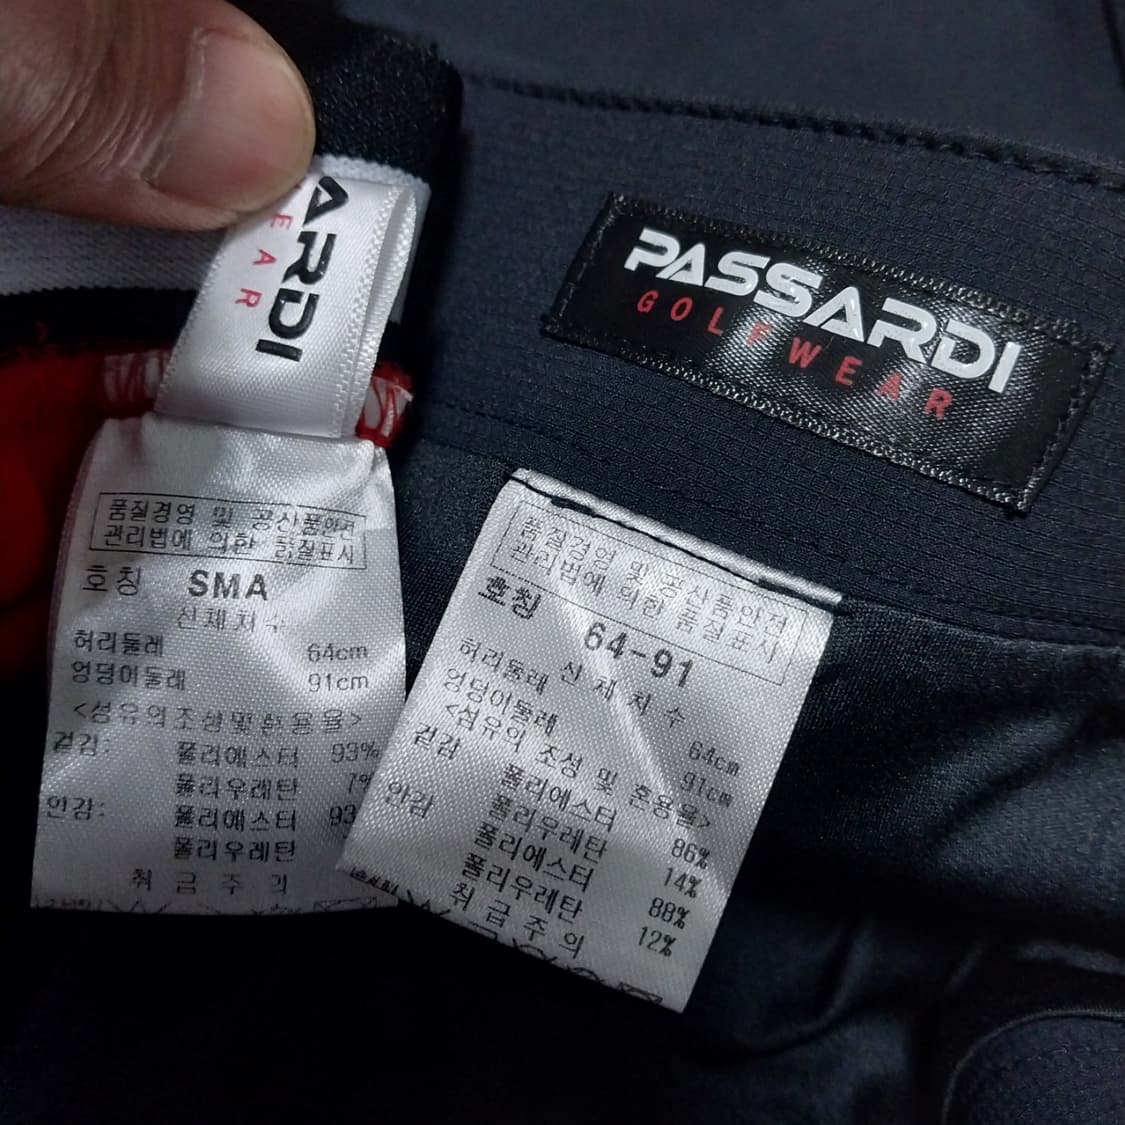 ARDI
EAR
PASSARDI
GOLFWEAR
품질경영 및 공산품안전
관리법에 의한 품질표시
호칭 SMA
신체치수
허리둘레 64cm
엉덩이둘레 91cm
<섬유의조성및혼용율>
겉감: 폴리에스터 93%
폴리우레탄 7%
안감: 폴리에스터 93
폴리우레탄
취급주의
품질경영 및 공산품안전
관리법에 의한 품질표시
호칭 64-91
신체치수
허리둘레 64cm
엉덩이둘레 91cm
<섬유의 조성 및 혼용율>
겉감 폴리에스터 86%
폴리우레탄 14%
안감 폴리에스터 88%
폴리우레탄 12%
취급주의